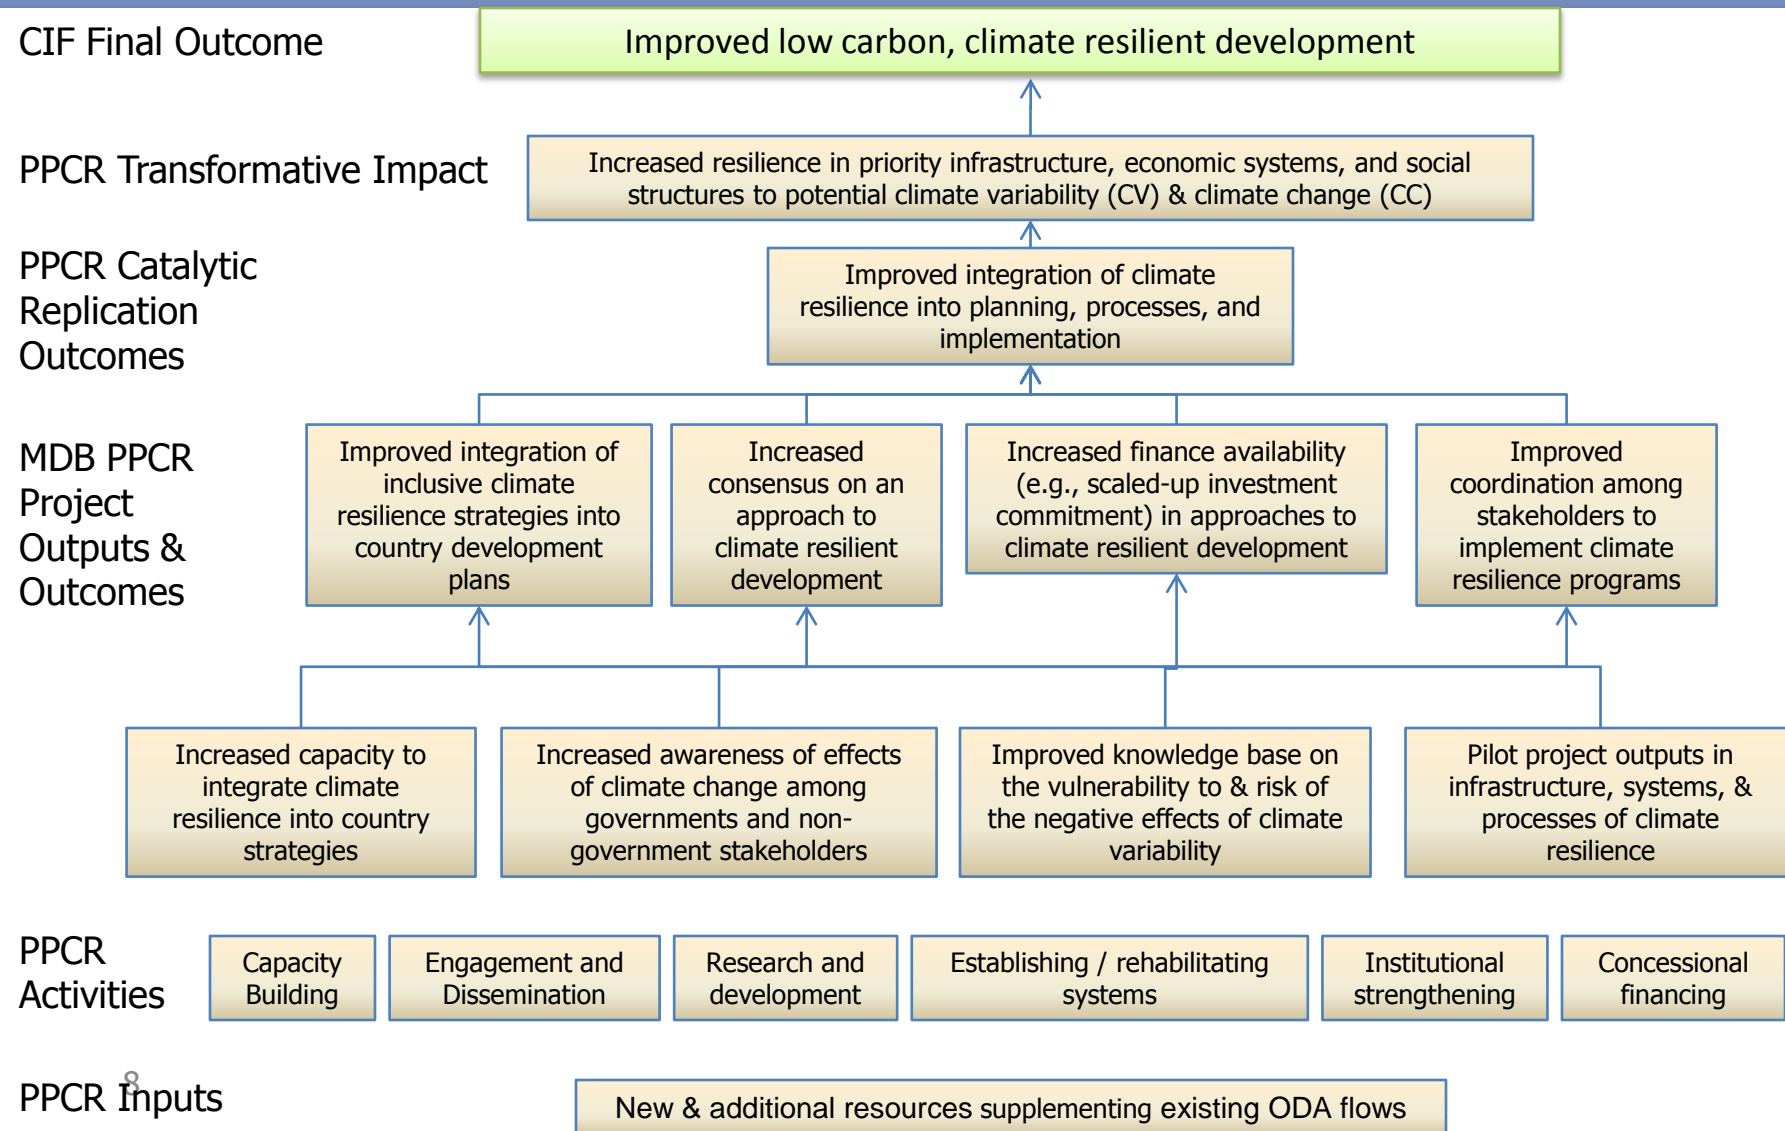 CIF Final Outcome
Improved low carbon, climate resilient development
PPCR Transformative Impact
Increased resilience in priority infrastructure, economic systems, and social
structures to potential climate variability (CV) & climate change (CC)
PPCR Catalytic
Replication
Outcomes
Improved integration of climate
resilience into planning, processes, and
implementation
MDB PPCR
Project
Outputs &
Outcomes
Improved integration of
inclusive climate
resilience strategies into
country development
plans
Increased
consensus on an
approach to
climate resilient
development
Increased finance availability
(e.g., scaled-up investment
commitment) in approaches to
climate resilient development
Improved
coordination among
stakeholders to
implement climate
resilience programs
Increased capacity to
integrate climate
resilience into country
strategies
Increased awareness of effects
of climate change among
governments and non-
government stakeholders
Improved knowledge base on
the vulnerability to & risk of
the negative effects of climate
variability
Pilot project outputs in
infrastructure, systems, &
processes of climate
resilience
PPCR
Activities
Capacity
Building
Engagement and
Dissemination
Research and
development
Establishing / rehabilitating
systems
Institutional
strengthening
Concessional
financing
PPCR Inputs
8
New & additional resources supplementing existing ODA flows